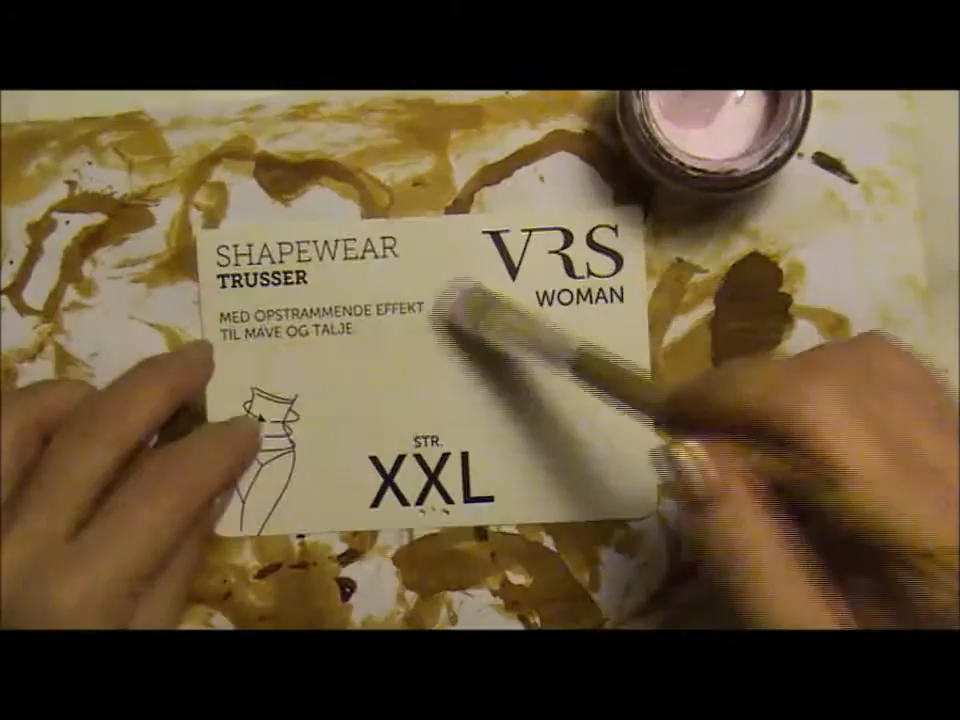 SHAPEWEAR
TRUSSER
MED OPSTRAMMENDE EFFEKT
TIL MAVE OG TALJE
VRS
WOMAN
STR.
XXL